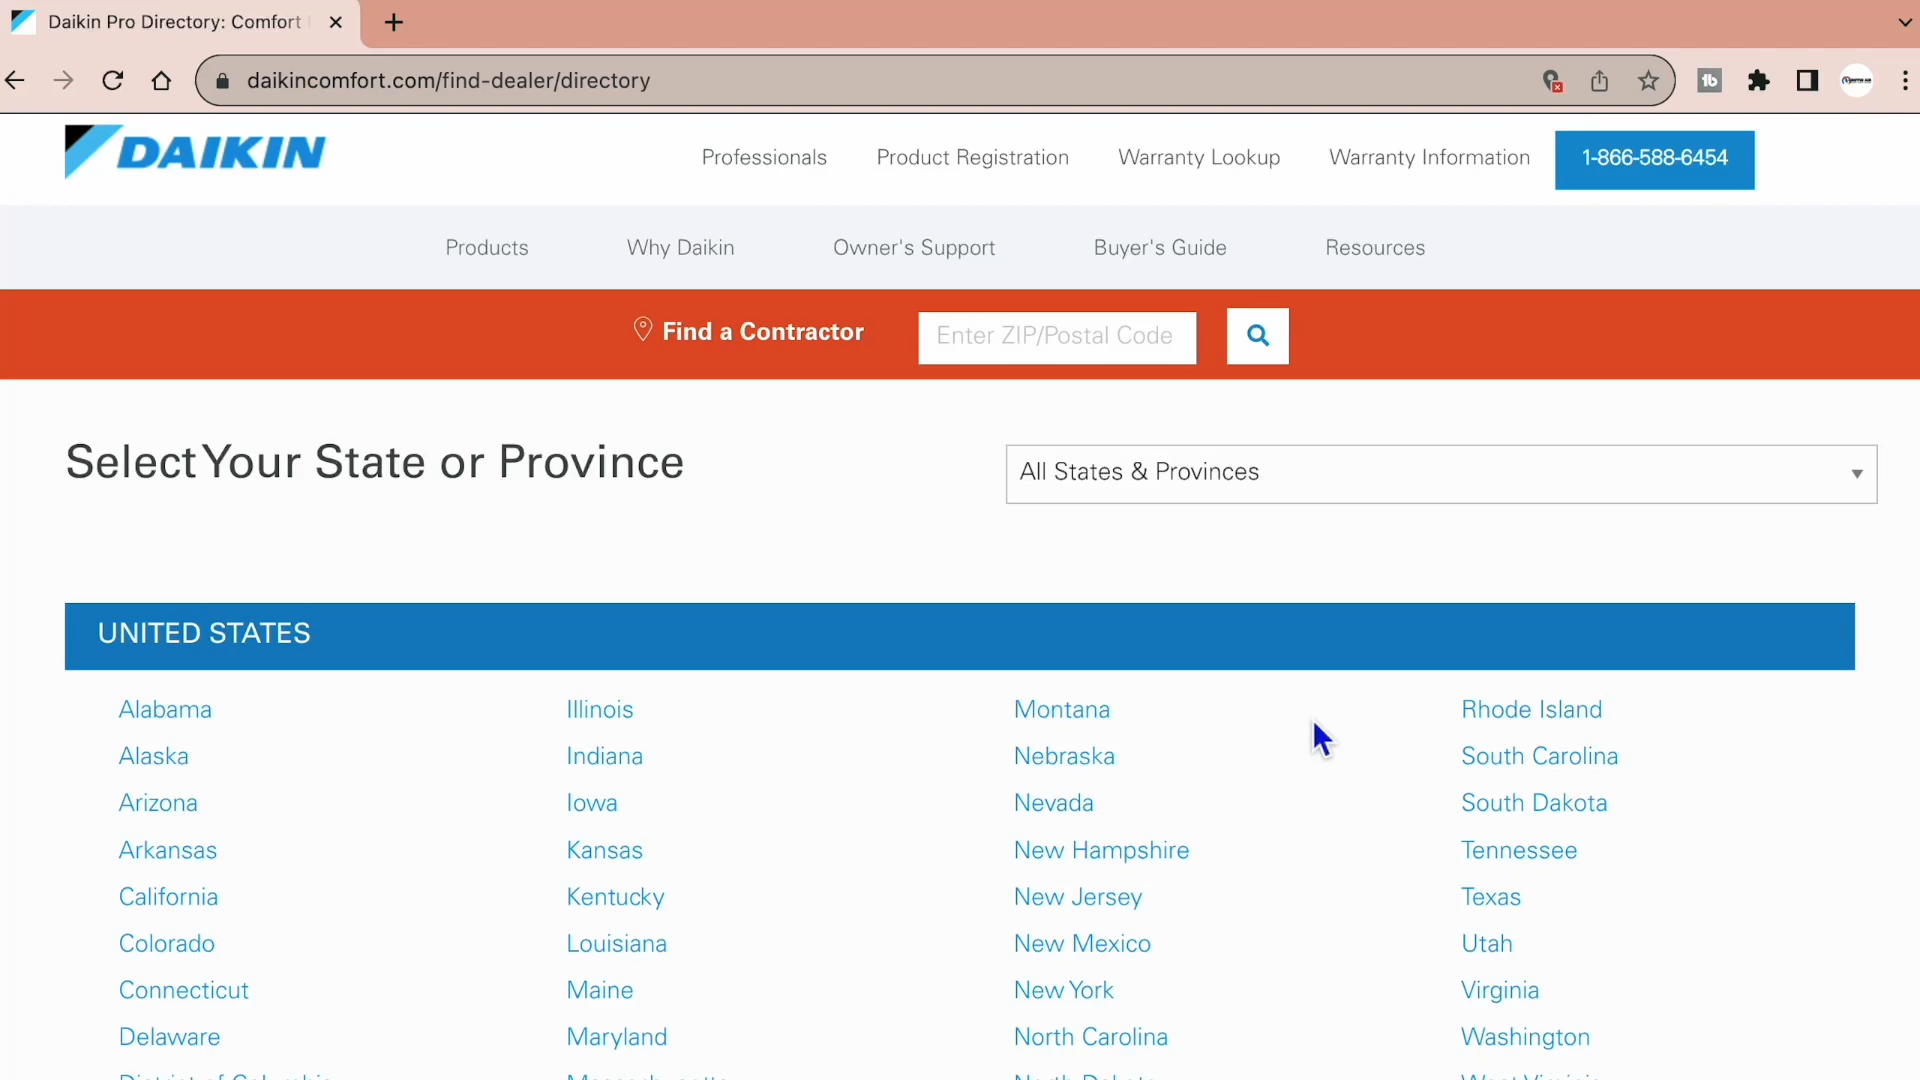 Daikin Pro Directory: Comfort
daikincomfort.com/find-dealer/directory
DAIKIN
Professionals
Product Registration
Warranty Lookup
Warranty Information
1-866-588-6454
Products
Why Daikin
Owner's Support
Buyer's Guide
Resources
Find a Contractor
Enter ZIP/Postal Code
Select Your State or Province
All States & Provinces
UNITED STATES
Alabama
Alaska
Arizona
Arkansas
California
Colorado
Connecticut
Delaware
Illinois
Indiana
Iowa
Kansas
Kentucky
Louisiana
Maine
Maryland
Montana
Nebraska
Nevada
New Hampshire
New Jersey
New Mexico
New York
North Carolina
Rhode Island
South Carolina
South Dakota
Tennessee
Texas
Utah
Virginia
Washington